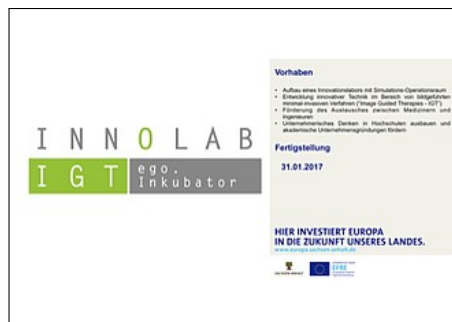 INNOLAB
IGT
ego.
Inkubator
Vorhaben
• Aufbau eines Innovationslabors mit Simulations-Operationsraum
• Entwicklung innovativer Technik im Bereich von bildgeführten
minimal-invasiven Verfahren ("Image Guided Therapies - IGT")
• Förderung des Austausches zwischen Medizinern und
Ingenieuren
• Unternehmerisches Denken in Hochschulen ausbauen und
akademische Unternehmensgründungen fördern
Fertigstellung
31.01.2017
HIER INVESTIERT EUROPA
IN DIE ZUKUNFT UNSERES LANDES.
www.europa.sachsen-anhalt.de
SACHSEN-ANHALT
EFRE